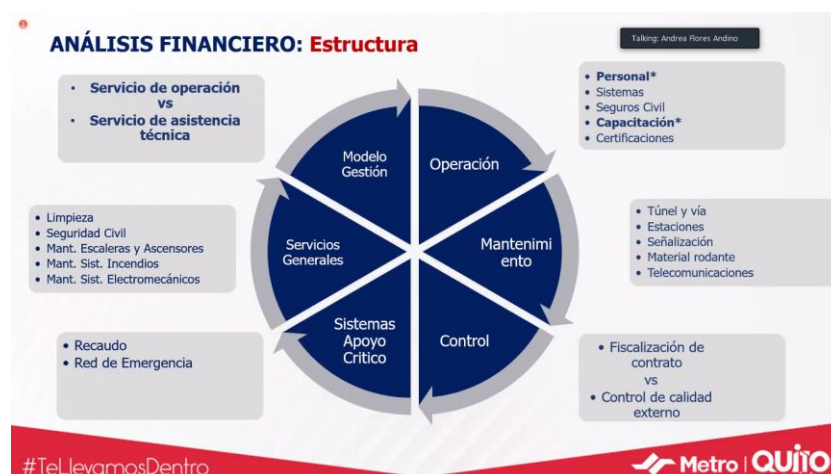 ANÁLISIS FINANCIERO: Estructura
Talking: Andrea Flores Andino
• Servicio de operación
vs
• Servicio de asistencia
técnica
• Personal*
• Sistemas
• Seguros Civil
• Capacitación*
• Certificaciones
Modelo
Gestión
Operación
• Limpieza
• Seguridad Civil
• Mant. Escaleras y Ascensores
• Mant. Sist. Incendios
• Mant. Sist. Electromecánicos
Servicios
Generales
Mantenimi
ento
• Túnel y vía
• Estaciones
• Señalización
• Material rodante
• Telecomunicaciones
• Recaudo
• Red de Emergencia
Sistemas
Apoyo
Critico
Control
• Fiscalización de
contrato
vs
• Control de calidad
externo
#TeLlevamosDentro
Metro | QUITO